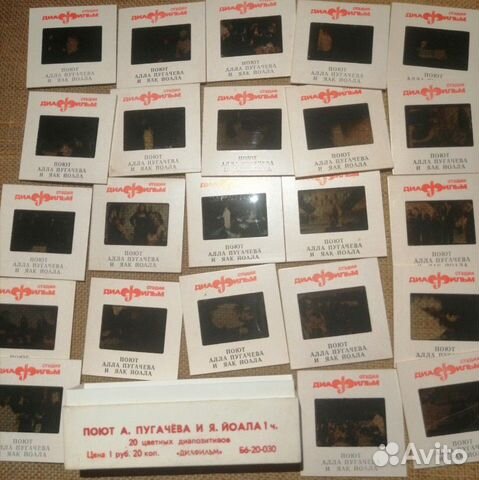 СТУДИЯ
ДИАФИЛЬМ
ПОЮТ
АЛЛА ПУГАЧЕВА
И ЯАК ЙОАЛА
ПОЮТ А. ПУГАЧЁВА И Я. ЙОАЛА 1 ч.
20 цветных диапозитивов
Цена 1 руб. 20 коп. «ДИАФИЛЬМ» Б6-20-030
Avito